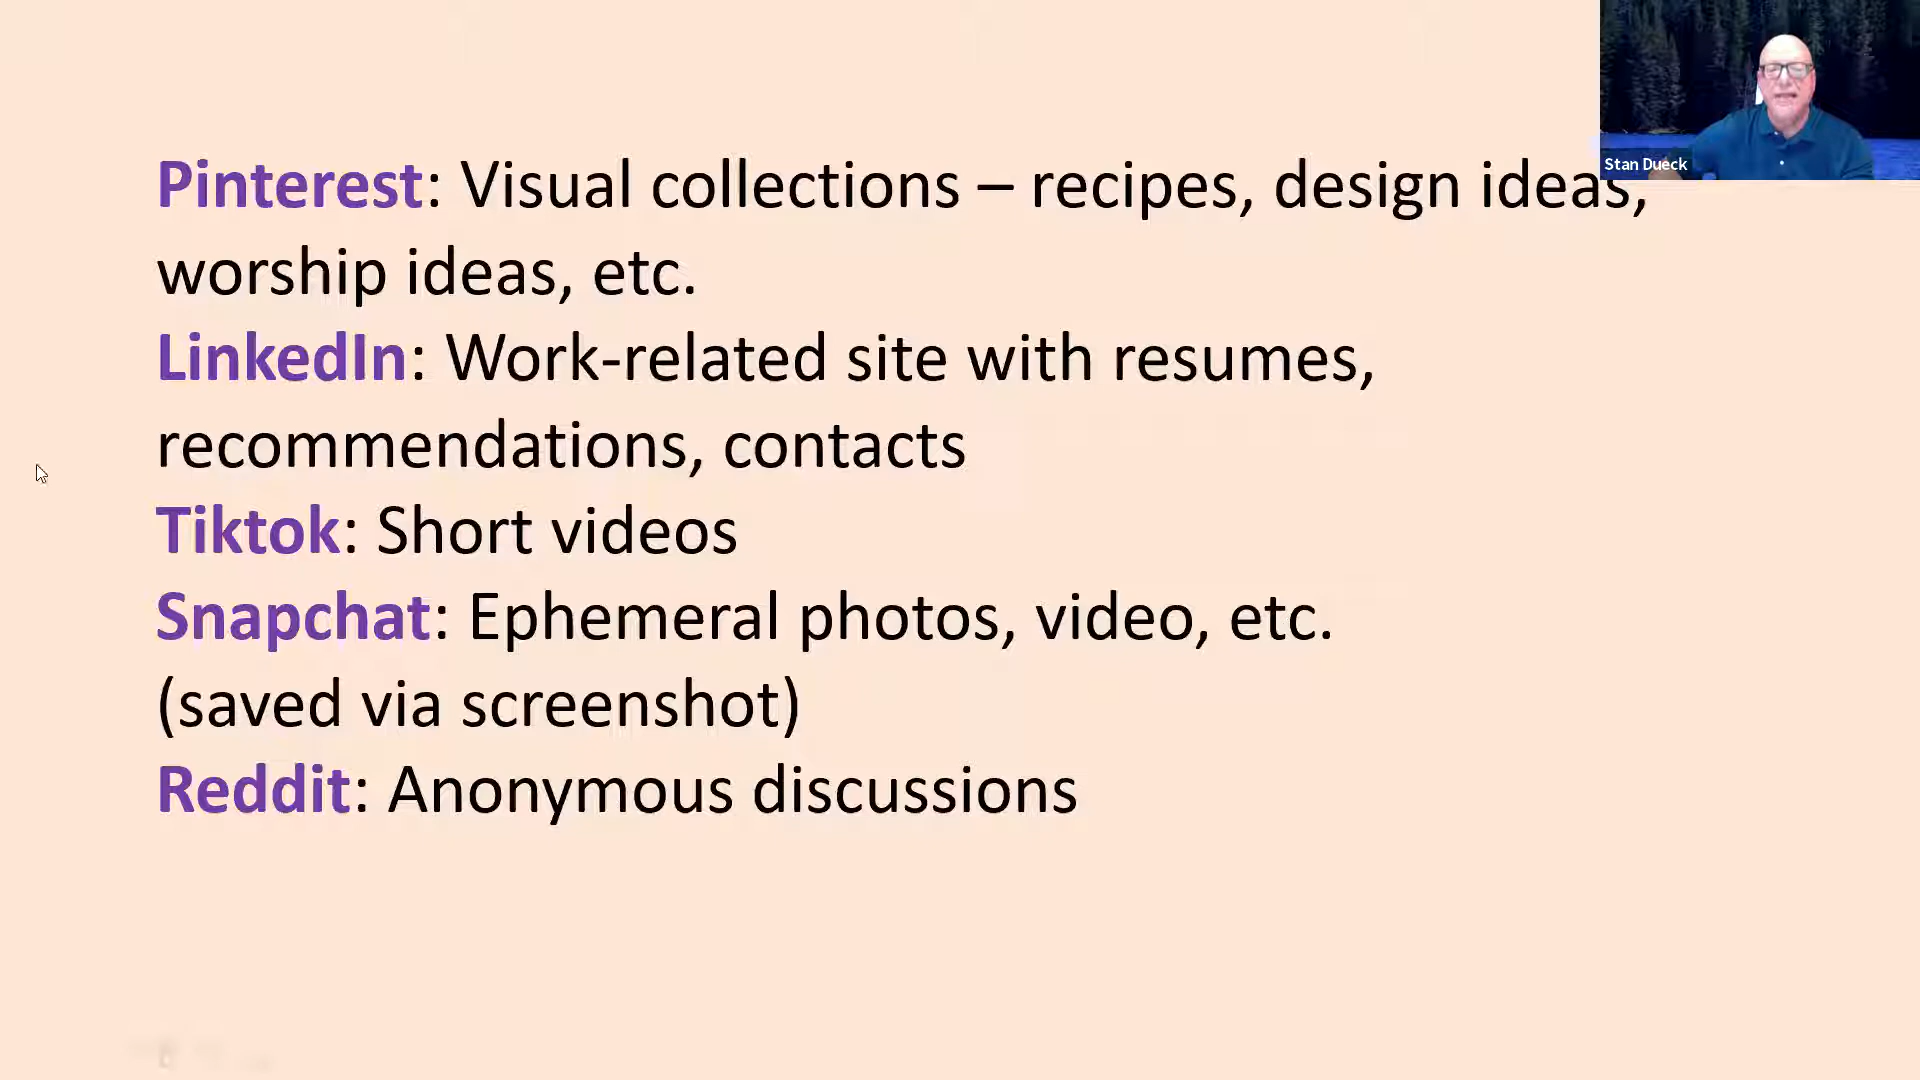 Stan Dueck
Pinterest: Visual collections – recipes, design ideas,
worship ideas, etc.
LinkedIn: Work-related site with resumes,
recommendations, contacts
Tiktok: Short videos
Snapchat: Ephemeral photos, video, etc.
(saved via screenshot)
Reddit: Anonymous discussions